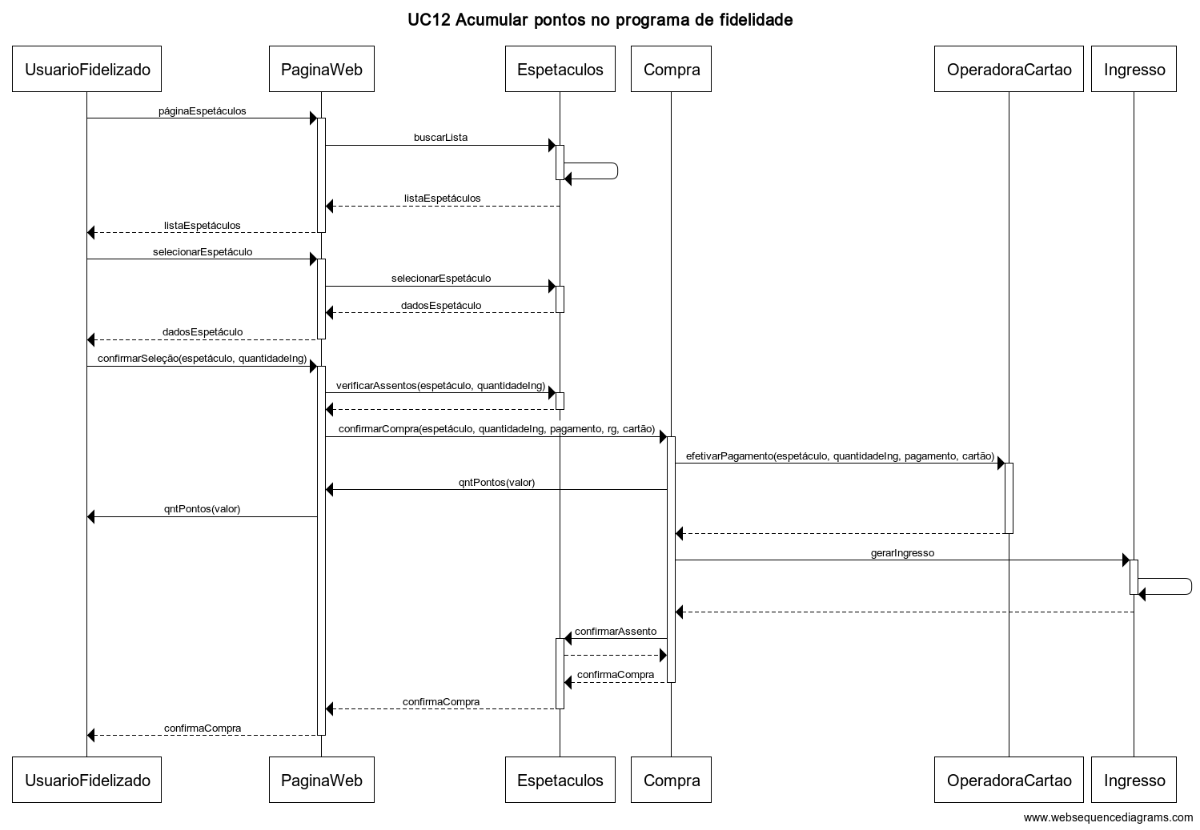 UC12 Acumular pontos no programa de fidelidade
UsuarioFidelizado PaginaWeb Espetaculos Compra OperadoraCartao Ingresso
páginaEspetáculos
buscarLista
listaEspetáculos
listaEspetáculos
selecionarEspetáculo
selecionarEspetáculo
dadosEspetáculo
dadosEspetáculo
confirmarSeleção(espetáculo, quantidadeIng)
verificarAssentos(espetáculo, quantidadeIng)
confirmarCompra(espetáculo, quantidadeIng, pagamento, rg, cartão)
efetivarPagamento(espetáculo, quantidadeIng, pagamento, cartão)
qntPontos(valor)
qntPontos(valor)
gerarIngresso
confirmarAssento
confirmaCompra
confirmaCompra
confirmaCompra
UsuarioFidelizado PaginaWeb Espetaculos Compra OperadoraCartao Ingresso
www.websequencediagrams.com